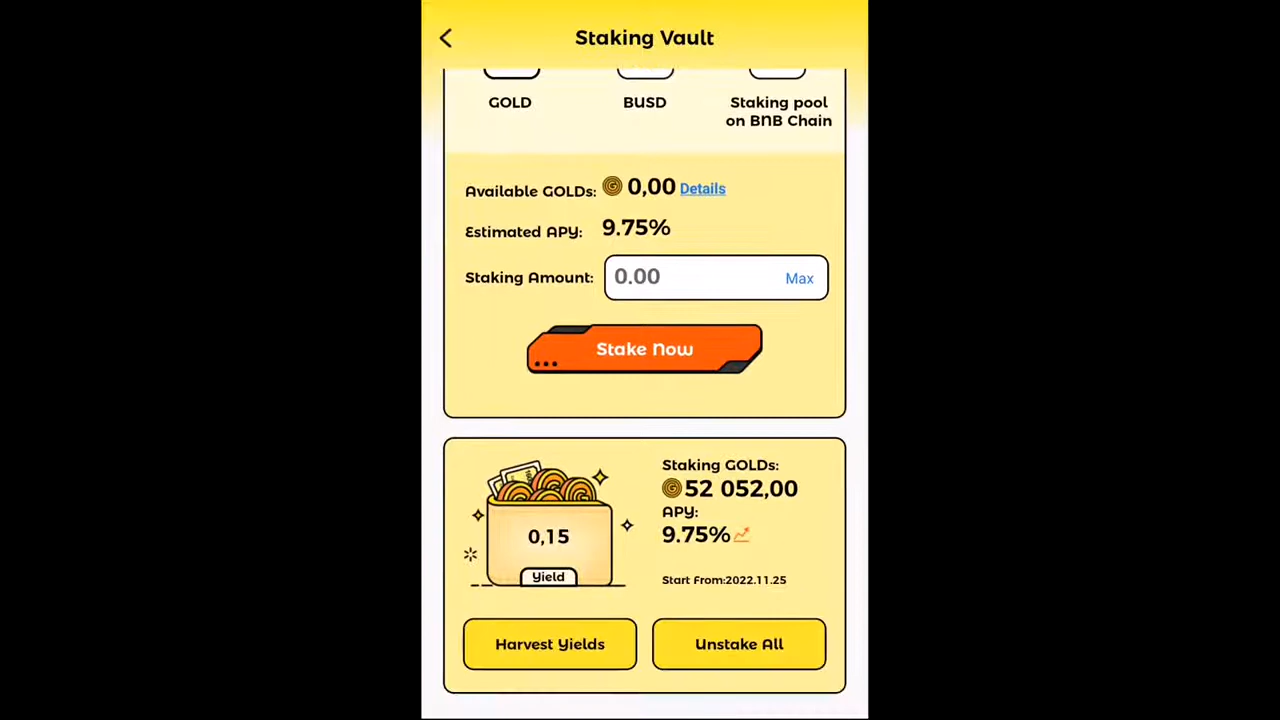 Staking Vault
GOLD
BUSD
Staking pool
on BNB Chain
Available GOLDs: 0,00 Details
Estimated APY: 9.75%
Staking Amount: 0.00 Max
Stake Now
Staking GOLDs:
52 052,00
APY:
0,15
9.75%
Yield
Start From:2022.11.25
Harvest Yields
Unstake All